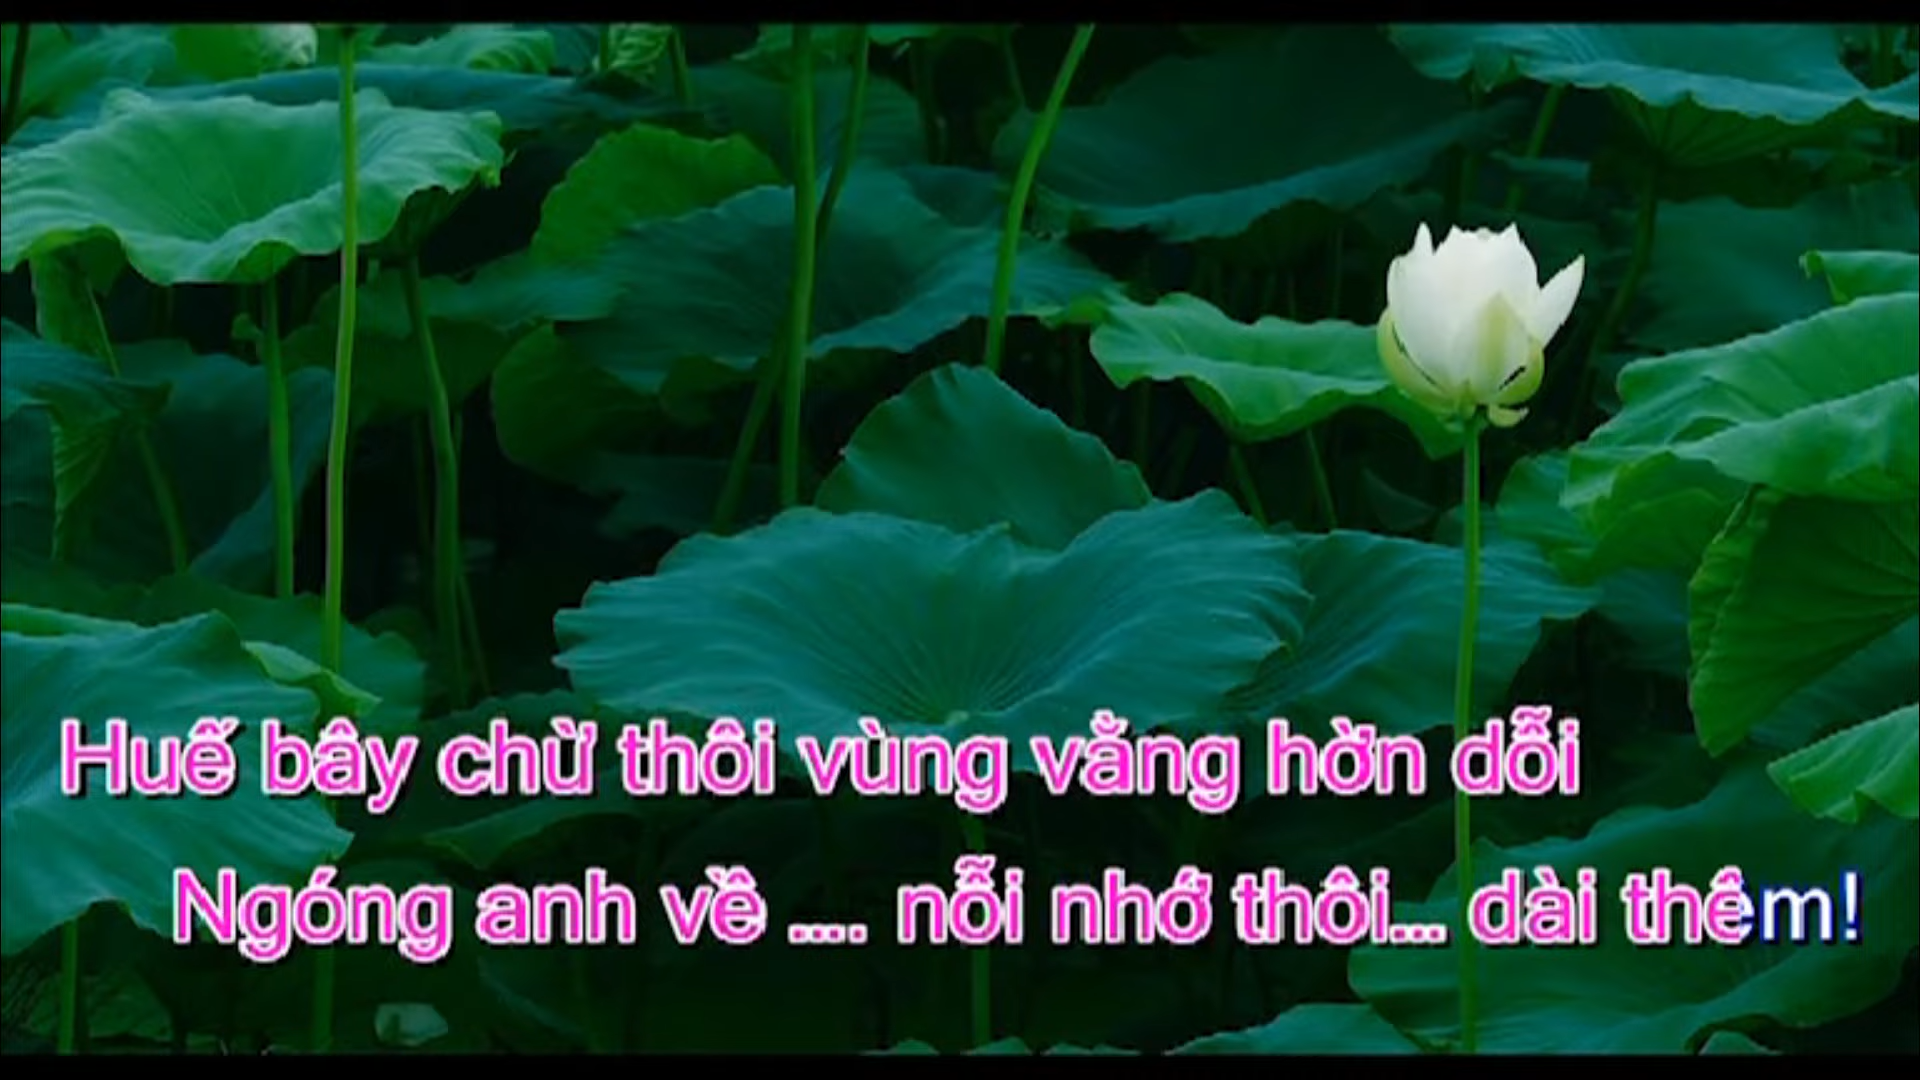 Huế bây chừ thôi vùng vằng hờn dỗi
Ngóng anh về .... nỗi nhớ thôi... dài thêm!